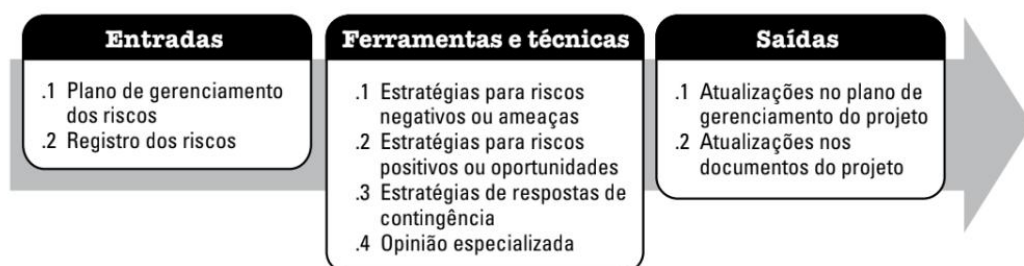 Entradas
.1 Plano de gerenciamento
dos riscos
.2 Registro dos riscos
Ferramentas e técnicas
.1 Estratégias para riscos
negativos ou ameaças
.2 Estratégias para riscos
positivos ou oportunidades
.3 Estratégias de respostas de
contingência
.4 Opinião especializada
Saídas
.1 Atualizações no plano de
gerenciamento do projeto
.2 Atualizações nos
documentos do projeto